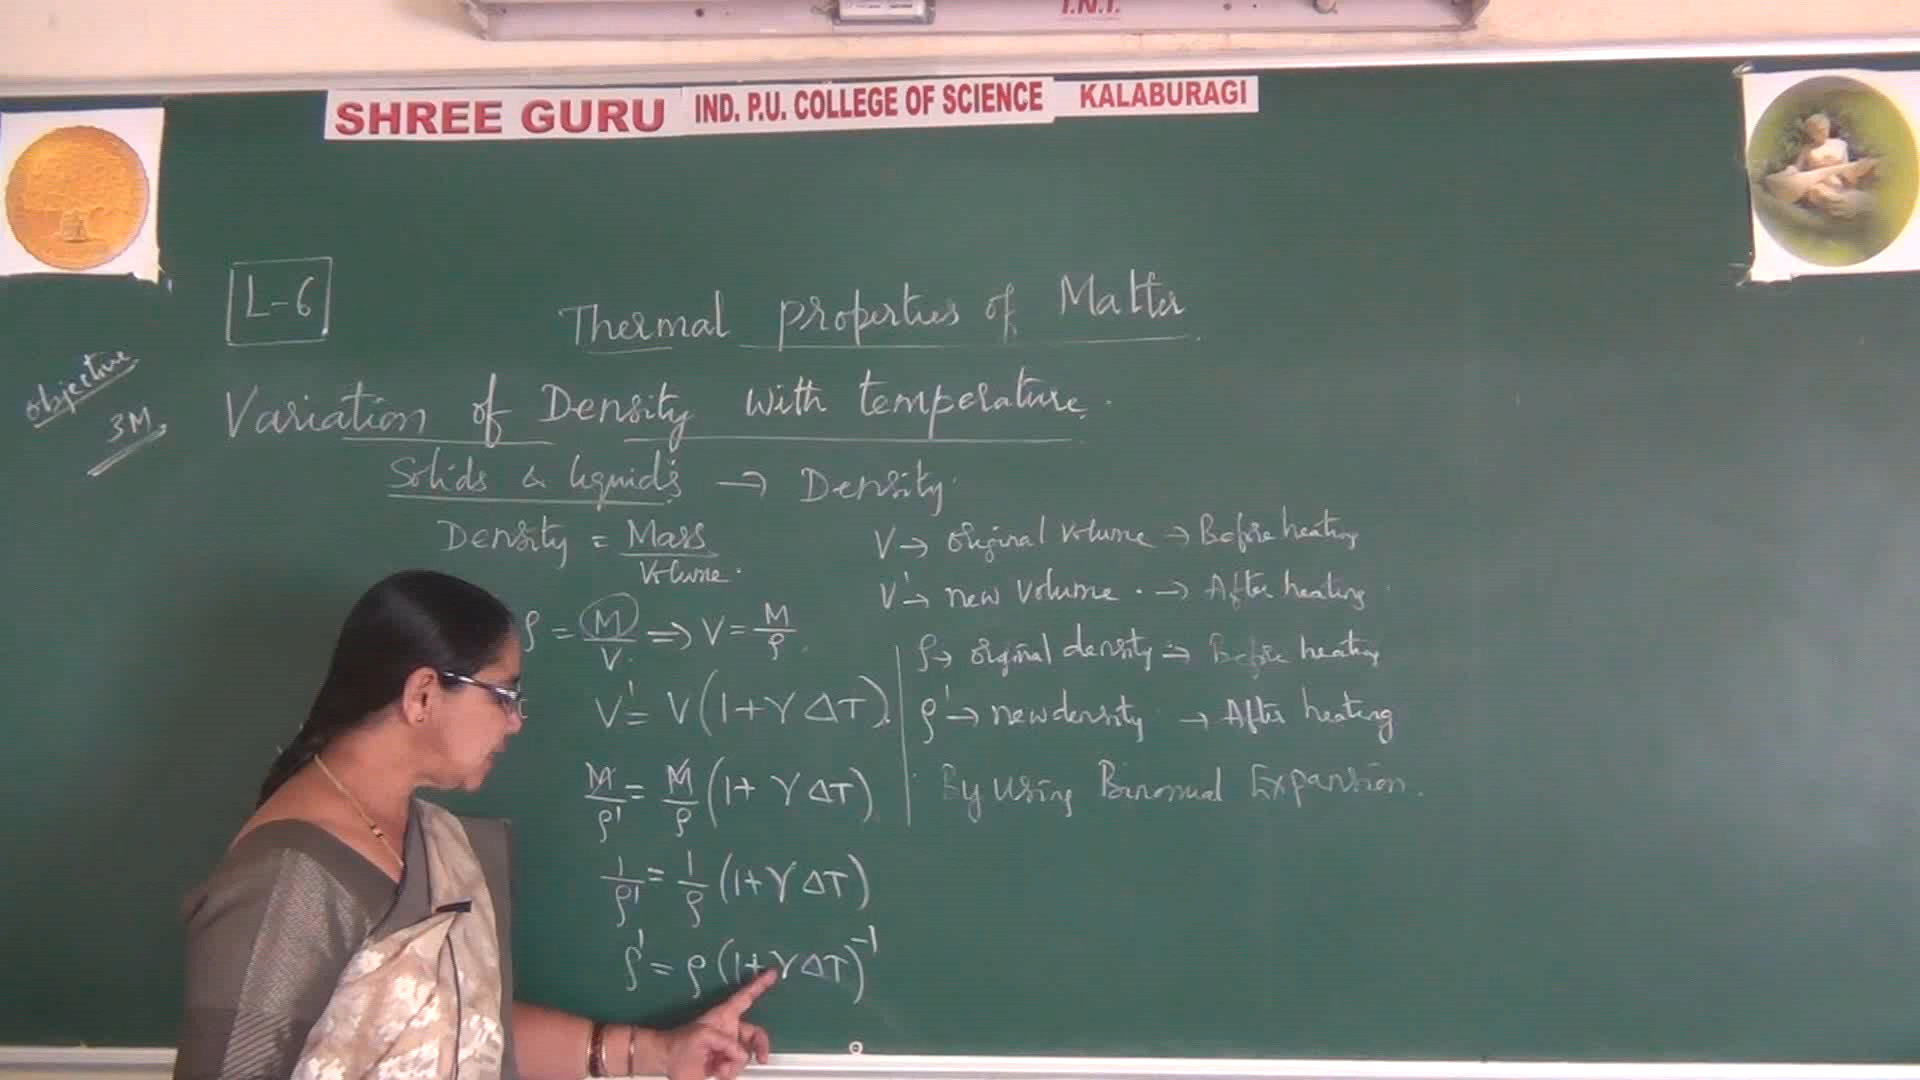 T.N.T.
SHREE GURU IND. P.U. COLLEGE OF SCIENCE KALABURAGI
L-6
Thermal properties of Matter
objective
3M
Variation of Density with temperature.
Solids & liquids → Density.
Density = Mass / Volume.
V → original volume → Before heating
V' → new volume. → After heating
ρ = M/V. ⇒ V = M/ρ.
ρ → orginal density → Before heating
V' = V(1+γΔT).
ρ' → new density → After heating
M/ρ' = M/ρ (1+γΔT)
By using Binomial Expansion.
1/ρ' = 1/ρ (1+γΔT)
ρ' = ρ (1+γΔT)⁻¹